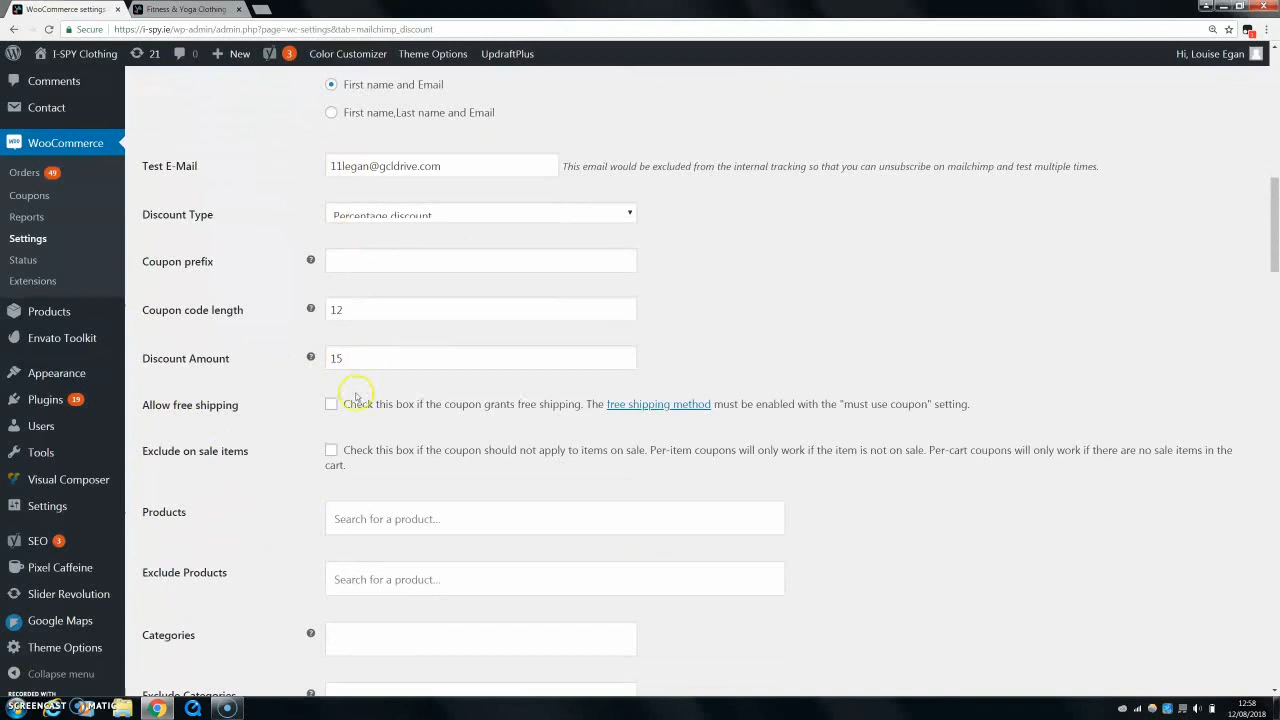 WooCommerce settings
Fitness & Yoga Clothing
Secure
https://i-spy.ie/wp-admin/admin.php?page=wc-settings&tab=mailchimp_discount
I-SPY Clothing
21
0
New
3
Color Customizer
Theme Options
UpdraftPlus
Hi, Louise Egan
Comments
Contact
WooCommerce
Orders 49
Coupons
Reports
Settings
Status
Extensions
Products
Envato Toolkit
Appearance
Plugins 19
Users
Tools
Visual Composer
Settings
SEO 3
Pixel Caffeine
Slider Revolution
Google Maps
Theme Options
Collapse menu
First name and Email
First name,Last name and Email
Test E-Mail
11legan@gcldrive.com
This email would be excluded from the internal tracking so that you can unsubscribe on mailchimp and test multiple times.
Discount Type
Percentage discount
Coupon prefix
Coupon code length
12
Discount Amount
15
Allow free shipping
Check this box if the coupon grants free shipping. The free shipping method must be enabled with the "must use coupon" setting.
Exclude on sale items
Check this box if the coupon should not apply to items on sale. Per-item coupons will only work if the item is not on sale. Per-cart coupons will only work if there are no sale items in the
cart.
Products
Search for a product...
Exclude Products
Search for a product...
Categories
Exclude Categories
RECORDED WITH
SCREENCAST MATIC
12:58
12/08/2018